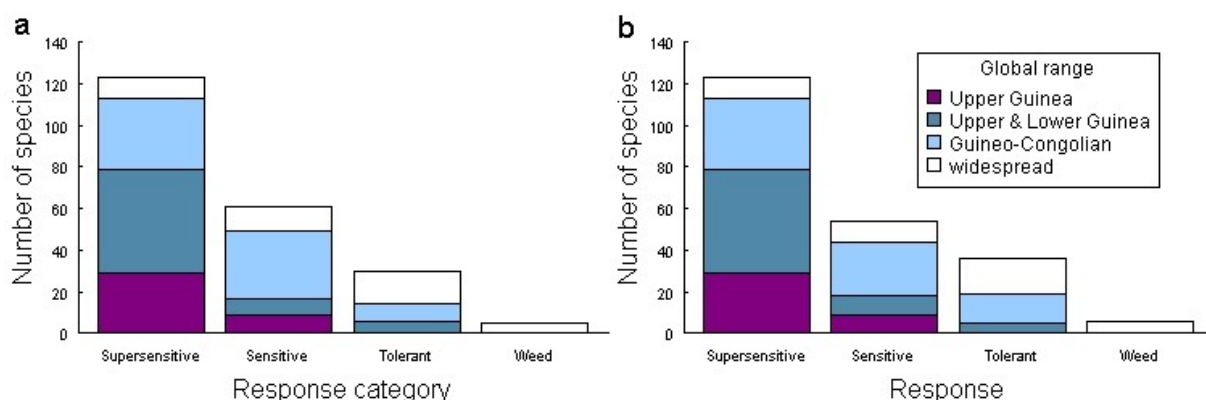 a
Number of species
140
120
100
80
60
40
20
0
Supersensitive Sensitive Tolerant Weed
Response category
b
Number of species
140
120
100
80
60
40
20
0
Global range
Upper Guinea
Upper & Lower Guinea
Guineo-Congolian
widespread
Supersensitive Sensitive Tolerant Weed
Response